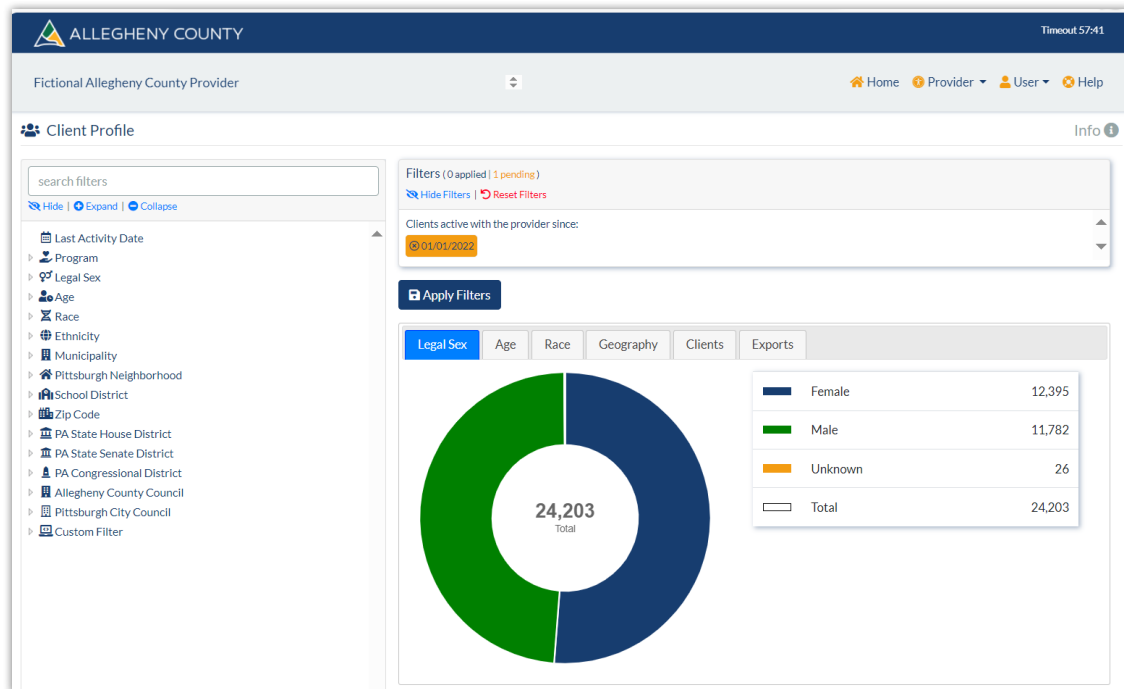 ALLEGHENY COUNTY
Timeout 57:41
Fictional Allegheny County Provider
Home Provider User Help
Client Profile
Info
search filters
Hide | Expand | Collapse
Last Activity Date
Program
Legal Sex
Age
Race
Ethnicity
Municipality
Pittsburgh Neighborhood
School District
Zip Code
PA State House District
PA State Senate District
PA Congressional District
Allegheny County Council
Pittsburgh City Council
Custom Filter
Filters ( 0 applied | 1 pending )
Hide Filters | Reset Filters
Clients active with the provider since:
01/01/2022
Apply Filters
Legal Sex Age Race Geography Clients Exports
24,203
Total
Female 12,395
Male 11,782
Unknown 26
Total 24,203